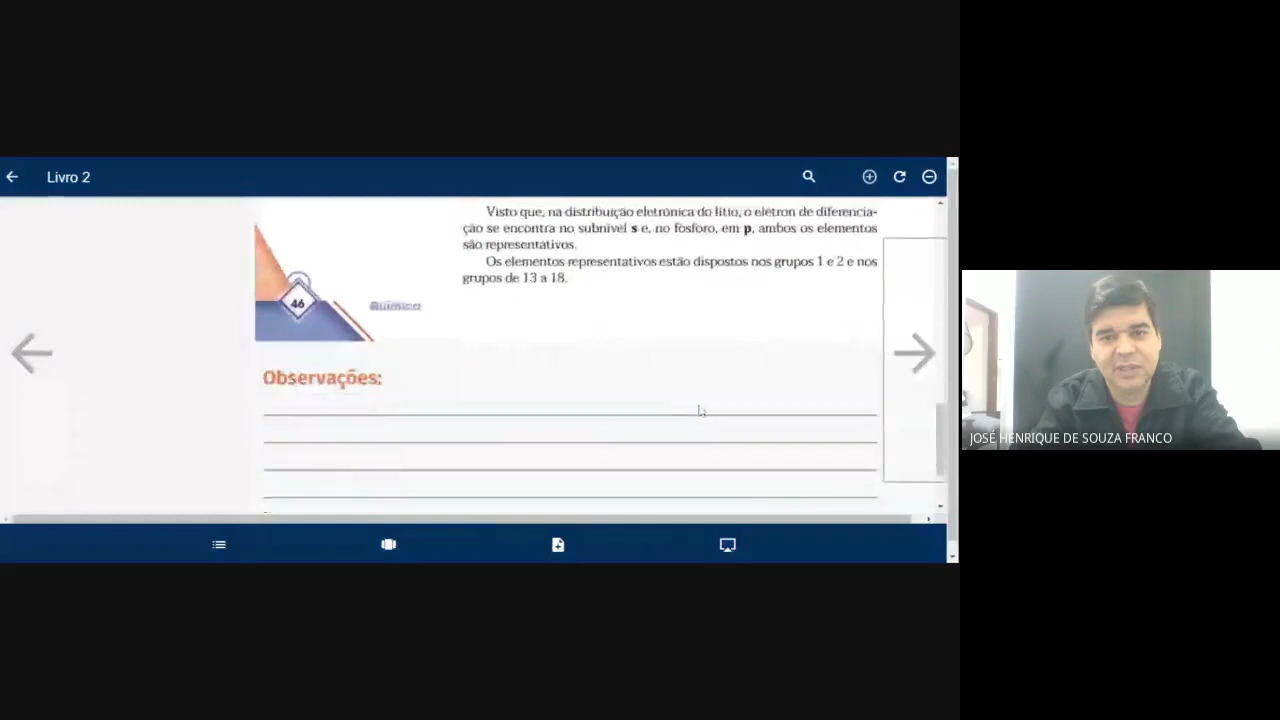 Livro 2
Visto que, na distribuição eletrônica do lítio, o elétron de diferencia-
ção se encontra no subnível s e, no fósforo, em p, ambos os elementos
são representativos.
Os elementos representativos estão dispostos nos grupos 1 e 2 e nos
grupos de 13 a 18.
46
Química
Observações:
JOSÉ HENRIQUE DE SOUZA FRANCO